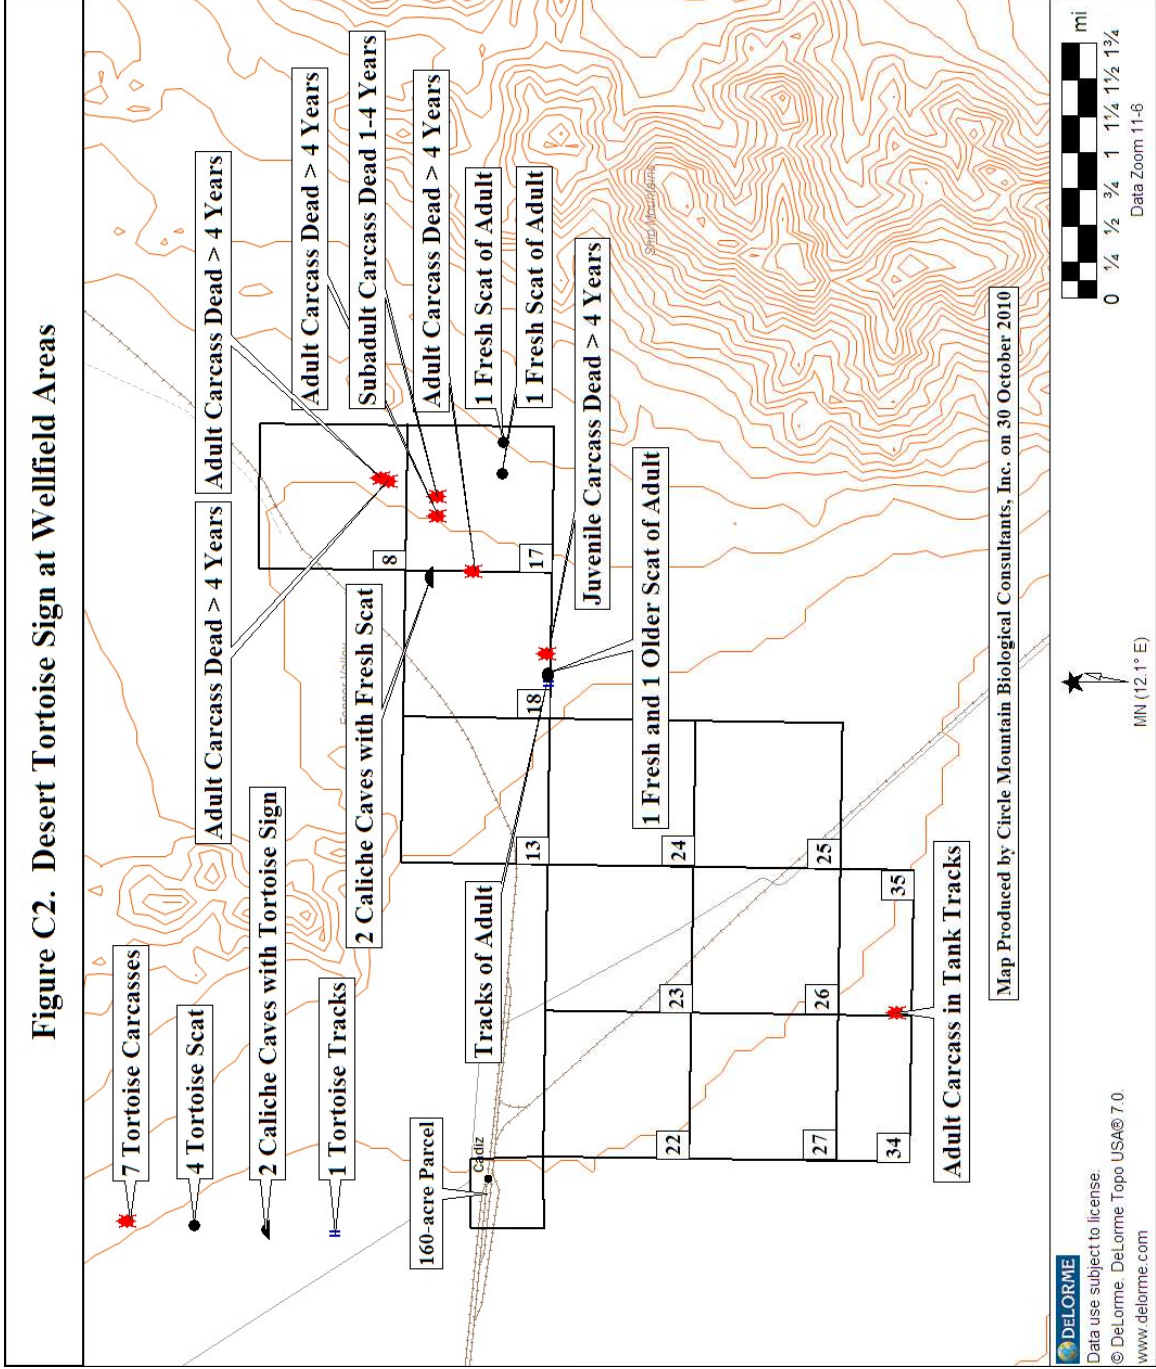 Figure C2.  Desert Tortoise Sign at Wellfield Areas
7 Tortoise Carcasses
4 Tortoise Scat
2 Caliche Caves with Tortoise Sign
1 Tortoise Tracks
Adult Carcass Dead > 4 Years
Adult Carcass Dead > 4 Years
Adult Carcass Dead > 4 Years
Subadult Carcass Dead 1-4 Years
Adult Carcass Dead > 4 Years
1 Fresh Scat of Adult
1 Fresh Scat of Adult
2 Caliche Caves with Fresh Scat
Juvenile Carcass Dead > 4 Years
1 Fresh and 1 Older Scat of Adult
Tracks of Adult
160-acre Parcel
Cadiz
Fenner Valley
Ship Mountains
8
17
18
13
24
25
23
26
35
22
27
34
Adult Carcass in Tank Tracks
Map Produced by Circle Mountain Biological Consultants, Inc. on 30 October 2010
DELORME
Data use subject to license.
© DeLorme. DeLorme Topo USA® 7.0.
www.delorme.com
MN (12.1° E)
mi
0 ¼ ½ ¾ 1 1¼ 1½ 1¾
Data Zoom 11-6